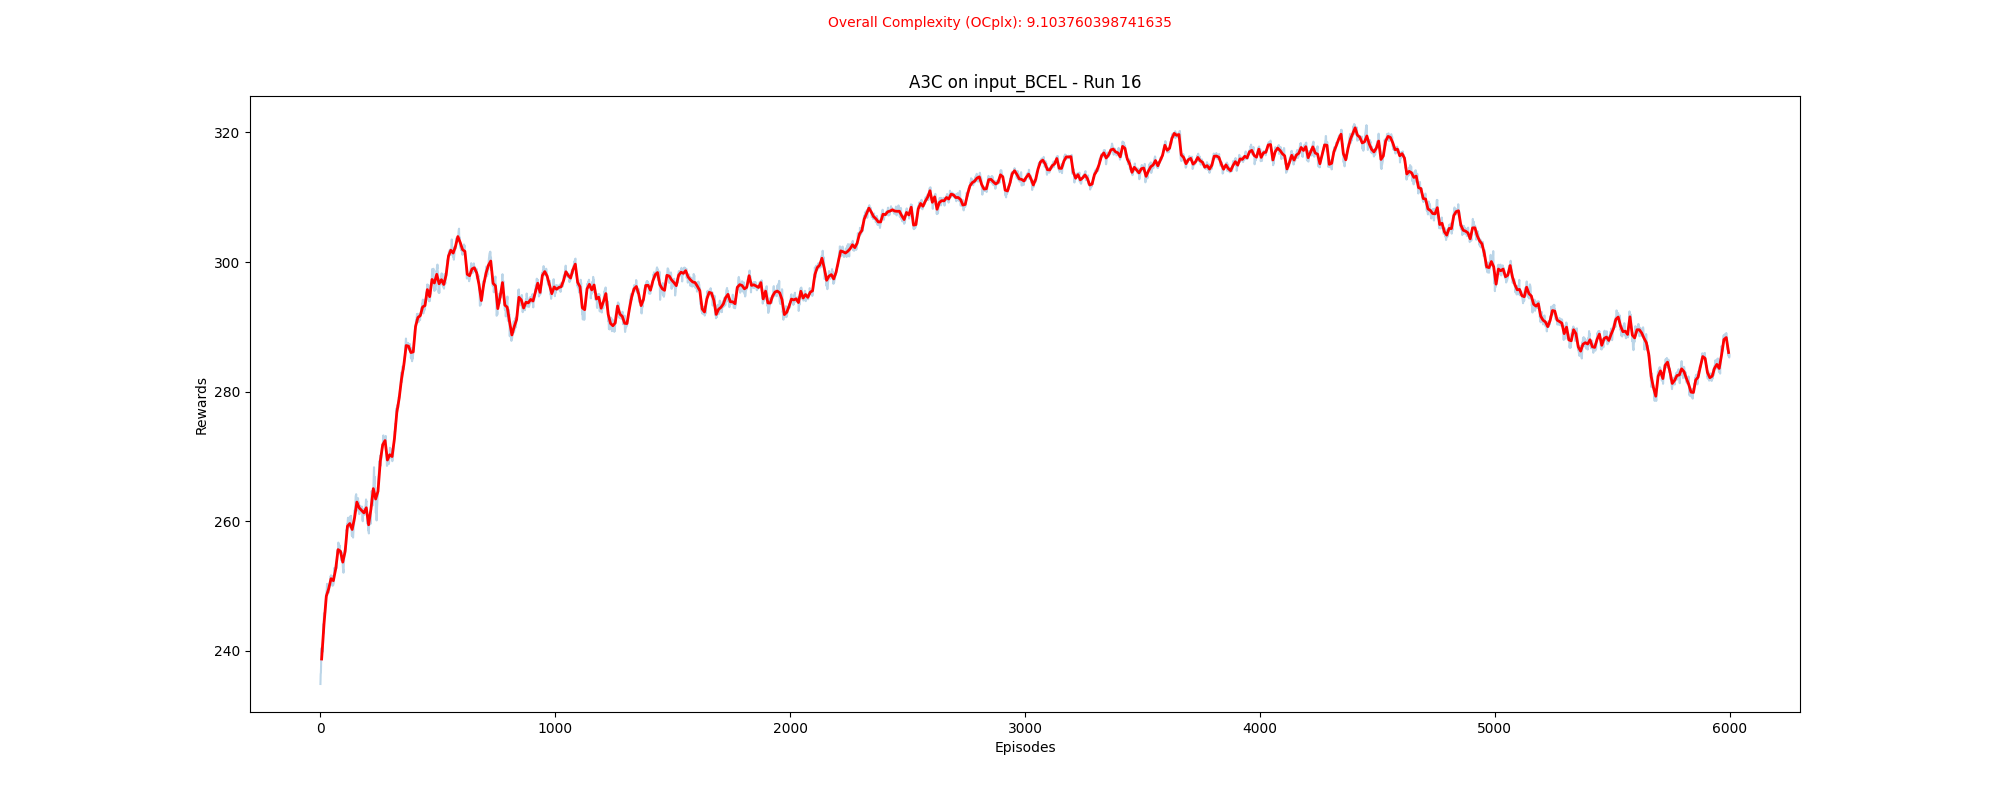 Overall Complexity (OCplx): 9.103760398741635
A3C on input_BCEL - Run 16
320
300
280
260
240
Rewards
0 1000 2000 3000 4000 5000 6000
Episodes